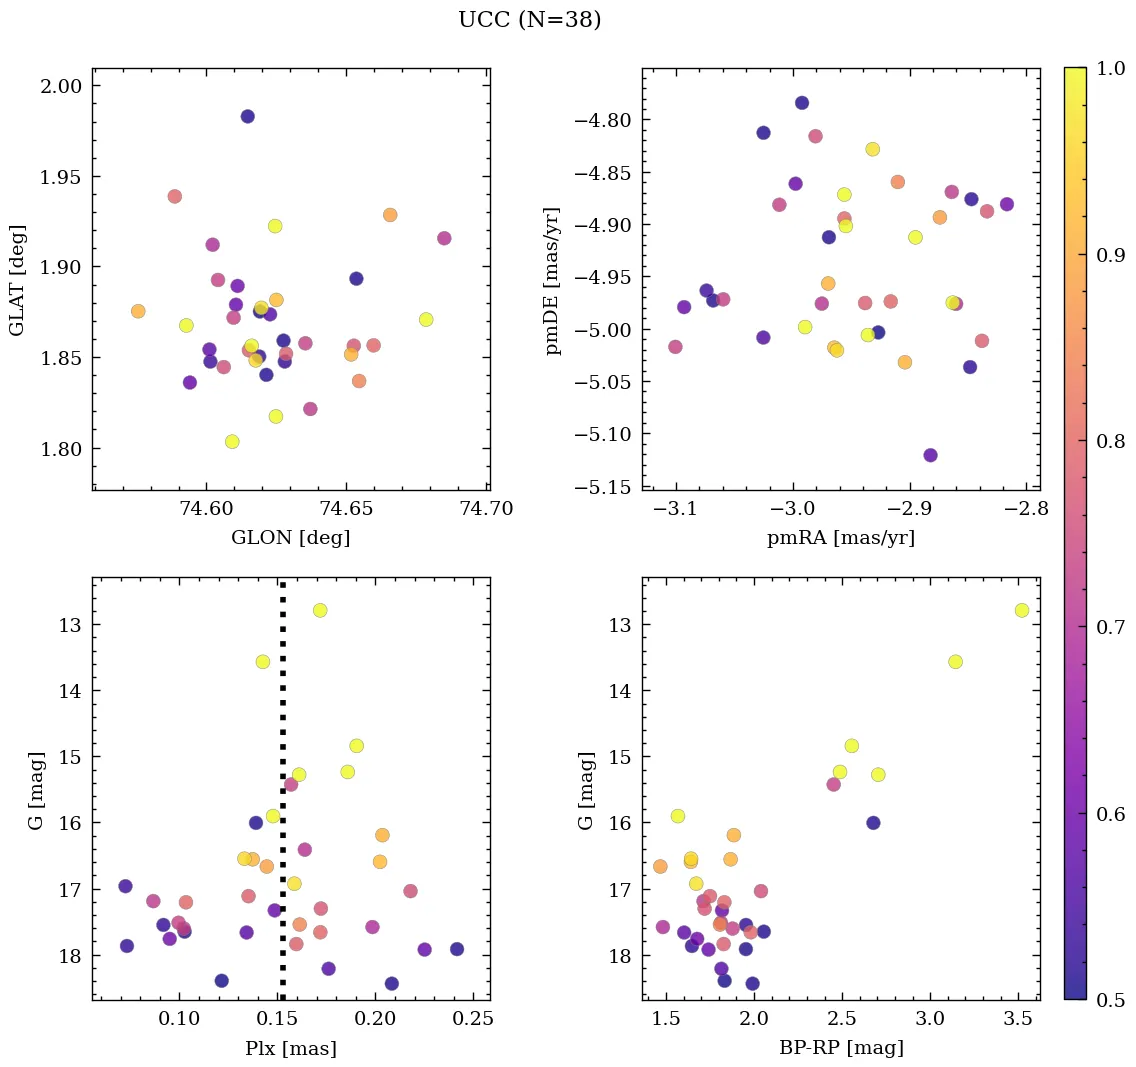 UCC (N=38)
2.00
1.95
1.90
1.85
1.80
GLAT [deg]
74.60 74.65 74.70
GLON [deg]
−4.80
−4.85
−4.90
−4.95
−5.00
−5.05
−5.10
−5.15
pmDE [mas/yr]
−3.1 −3.0 −2.9 −2.8
pmRA [mas/yr]
13
14
15
16
17
18
G [mag]
0.10 0.15 0.20 0.25
Plx [mas]
13
14
15
16
17
18
G [mag]
1.5 2.0 2.5 3.0 3.5
BP-RP [mag]
1.0
0.9
0.8
0.7
0.6
0.5